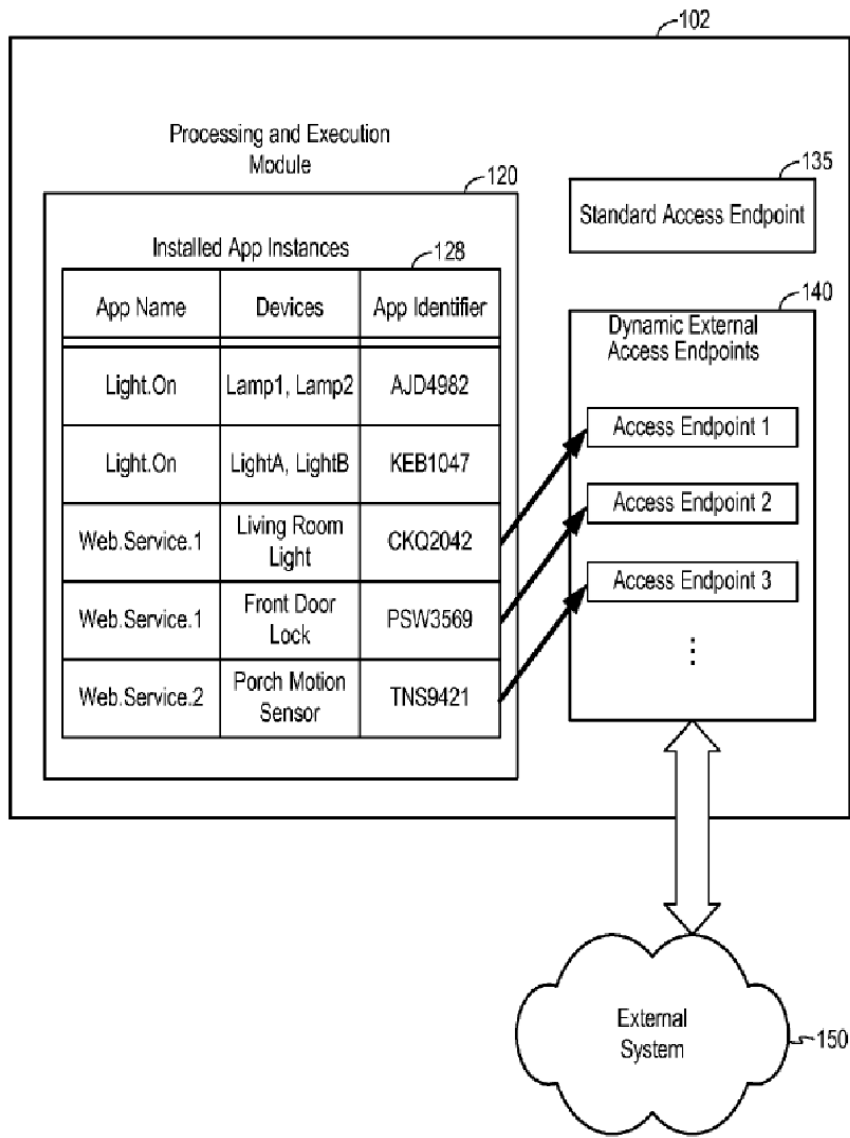 102
Processing and Execution
Module
120
135
Standard Access Endpoint
Installed App Instances
128
App Name
Devices
App Identifier
Light.On
Lamp1, Lamp2
AJD4982
Light.On
LightA, LightB
KEB1047
Web.Service.1
Living Room
Light
CKQ2042
Web.Service.1
Front Door
Lock
PSW3569
Web.Service.2
Porch Motion
Sensor
TNS9421
140
Dynamic External
Access Endpoints
Access Endpoint 1
Access Endpoint 2
Access Endpoint 3
⋮
External
System
150